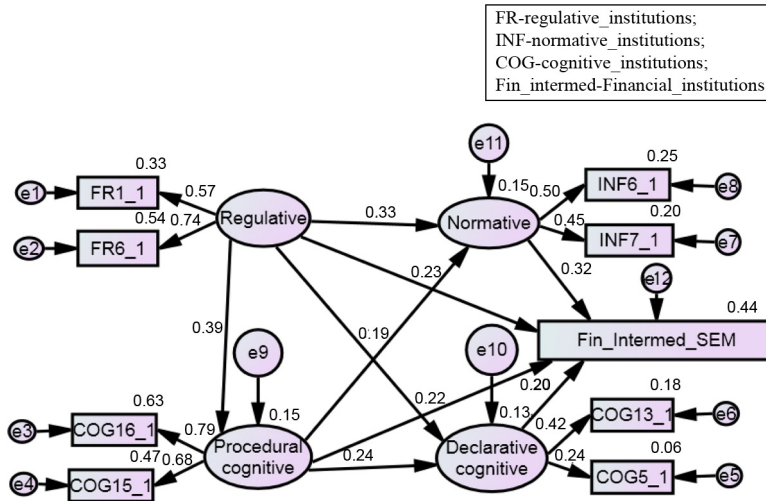 FR-regulative_institutions;
INF-normative_institutions;
COG-cognitive_institutions;
Fin_intermed-Financial_institutions
e11
0.33
0.25
e1
FR1_1
0.57
0.15
0.50
INF6_1
e8
Regulative
0.33
Normative
0.54
0.74
0.45
0.20
e2
FR6_1
INF7_1
e7
0.23
0.32
e12
0.44
0.39
0.19
e9
e10
Fin_Intermed_SEM
0.63
0.22
0.20
0.18
e3
COG16_1
0.79
0.15
0.13
0.42
COG13_1
e6
Procedural
cognitive
Declarative
cognitive
0.47
0.68
0.24
0.24
0.06
e4
COG15_1
COG5_1
e5